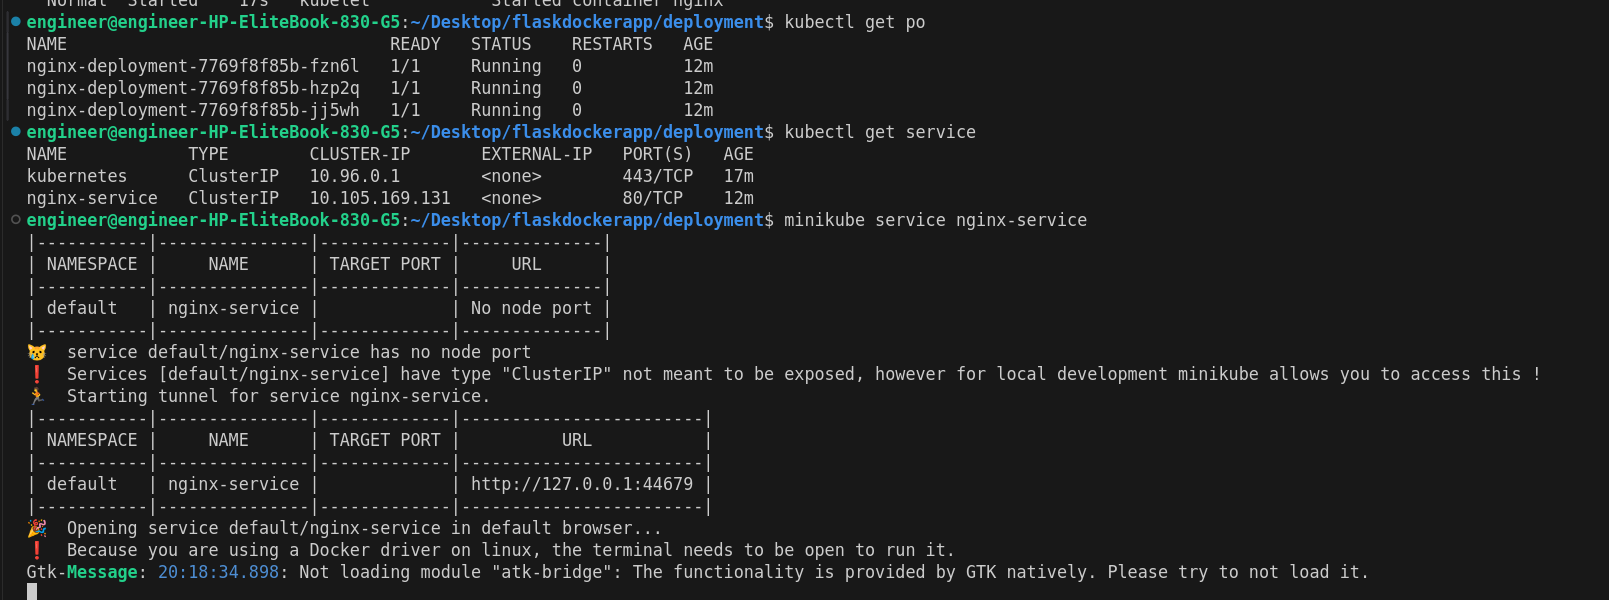 Normal  Started    17s   kubelet            Started container nginx
engineer@engineer-HP-EliteBook-830-G5:~/Desktop/flaskdockerapp/deployment$ kubectl get po
NAME                                READY   STATUS    RESTARTS   AGE
nginx-deployment-7769f8f85b-fzn6l   1/1     Running   0          12m
nginx-deployment-7769f8f85b-hzp2q   1/1     Running   0          12m
nginx-deployment-7769f8f85b-jj5wh   1/1     Running   0          12m
engineer@engineer-HP-EliteBook-830-G5:~/Desktop/flaskdockerapp/deployment$ kubectl get service
NAME            TYPE        CLUSTER-IP       EXTERNAL-IP   PORT(S)   AGE
kubernetes      ClusterIP   10.96.0.1        <none>        443/TCP   17m
nginx-service   ClusterIP   10.105.169.131   <none>        80/TCP    12m
engineer@engineer-HP-EliteBook-830-G5:~/Desktop/flaskdockerapp/deployment$ minikube service nginx-service
|-----------|---------------|-------------|--------------|
| NAMESPACE |     NAME      | TARGET PORT |     URL      |
|-----------|---------------|-------------|--------------|
| default   | nginx-service |             | No node port |
|-----------|---------------|-------------|--------------|
😿  service default/nginx-service has no node port
❗  Services [default/nginx-service] have type "ClusterIP" not meant to be exposed, however for local development minikube allows you to access this !
🏃  Starting tunnel for service nginx-service.
|-----------|---------------|-------------|------------------------|
| NAMESPACE |     NAME      | TARGET PORT |          URL           |
|-----------|---------------|-------------|------------------------|
| default   | nginx-service |             | http://127.0.0.1:44679 |
|-----------|---------------|-------------|------------------------|
🎉  Opening service default/nginx-service in default browser...
❗  Because you are using a Docker driver on linux, the terminal needs to be open to run it.
Gtk-Message: 20:18:34.898: Not loading module "atk-bridge": The functionality is provided by GTK natively. Please try to not load it.